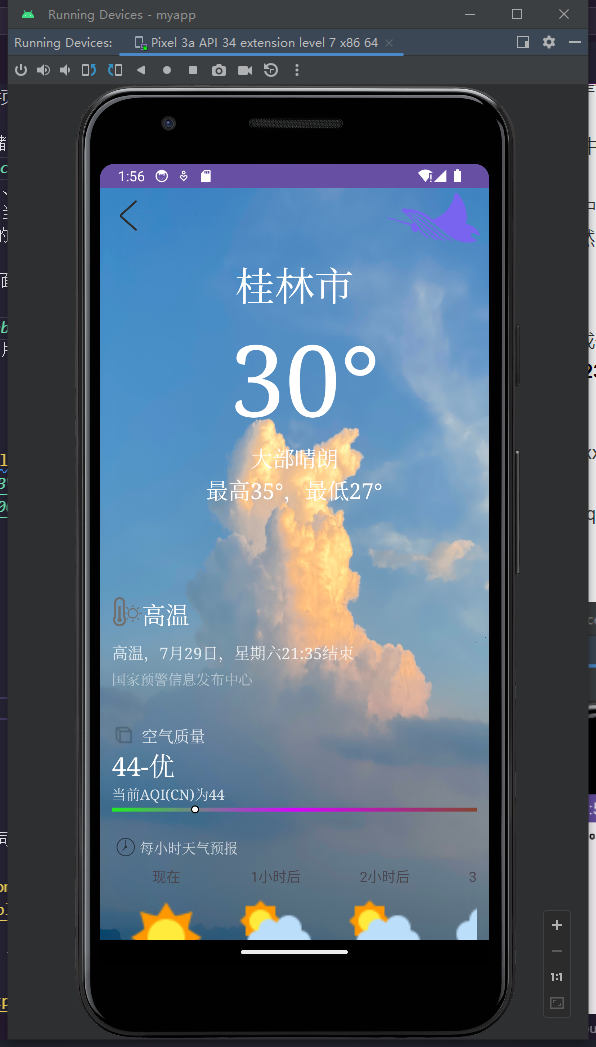 Running Devices - myapp
Running Devices: Pixel 3a API 34 extension level 7 x86 64
1:56
桂林市
30°
大部晴朗
最高35°，最低27°
高温
高温，7月29日，星期六21:35结束
国家预警信息发布中心
空气质量
44-优
当前AQI(CN)为44
每小时天气预报
现在 1小时后 2小时后 3
1:1